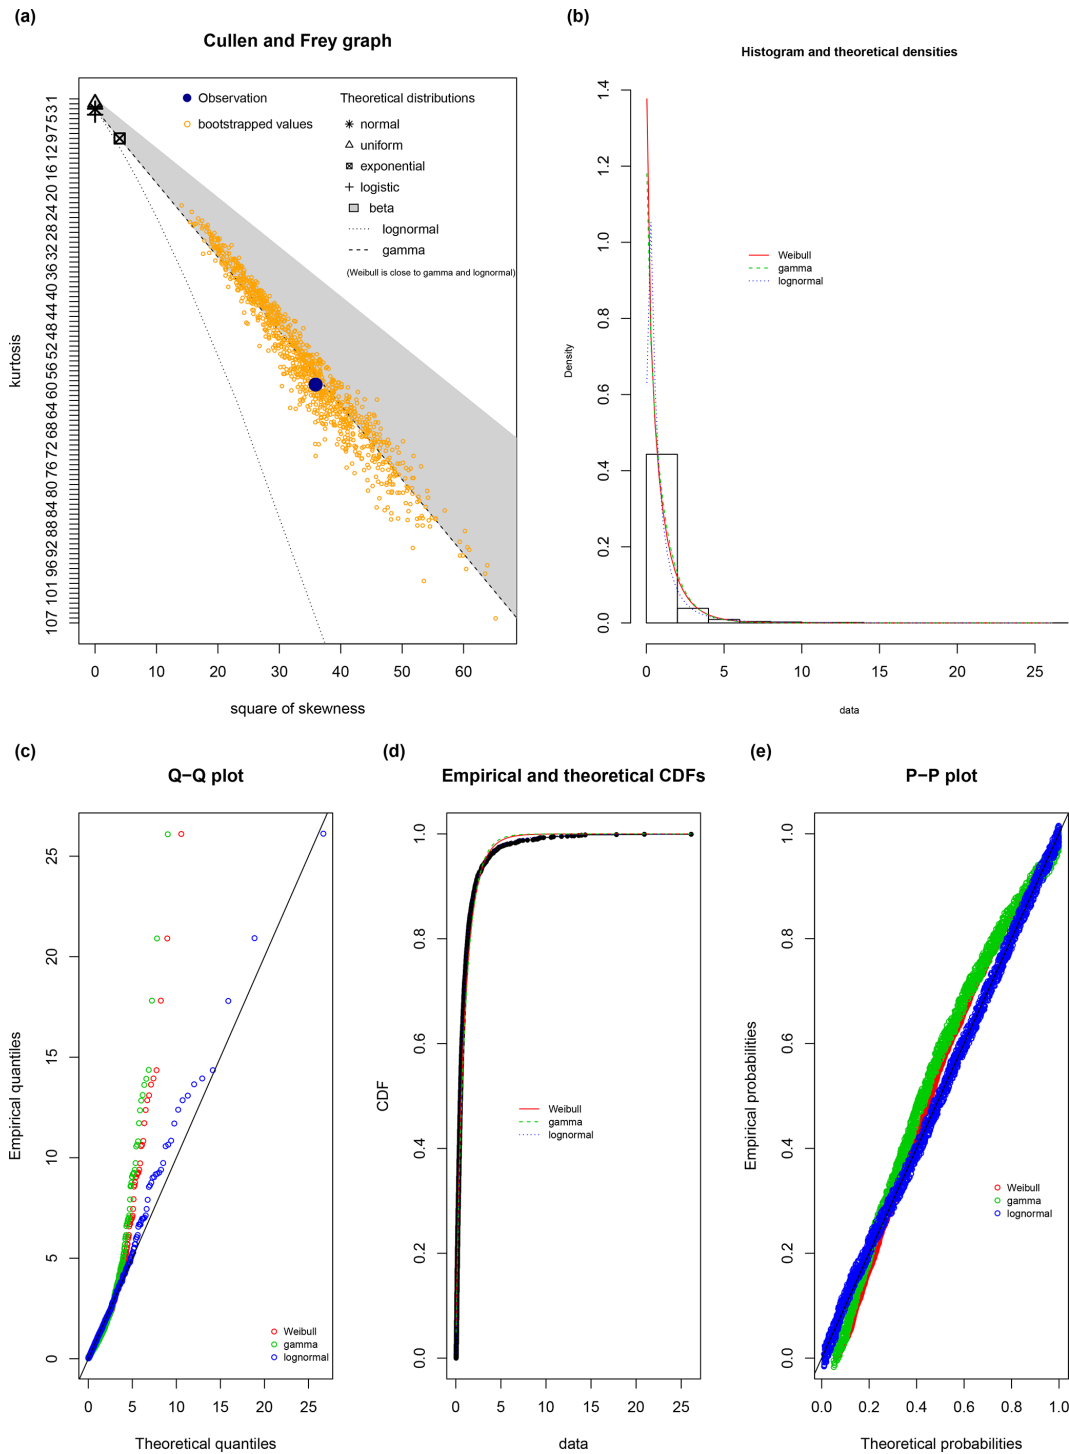 (a)
Cullen and Frey graph
Observation
bootstrapped values
Theoretical distributions
normal
uniform
exponential
logistic
beta
lognormal
gamma
(Weibull is close to gamma and lognormal)
kurtosis
1
3
5
7
9
12
16
20
24
28
32
36
40
44
48
52
56
60
64
68
72
76
80
84
88
92
96
101
107
0 10 20 30 40 50 60
square of skewness
(b)
Histogram and theoretical densities
Density
1.4
1.2
1.0
0.8
0.6
0.4
0.2
0.0
Weibull
gamma
lognormal
0 5 10 15 20 25
data
(c)
Q−Q plot
Empirical quantiles
25
20
15
10
5
0
Weibull
gamma
lognormal
0 5 10 15 20 25
Theoretical quantiles
(d)
Empirical and theoretical CDFs
CDF
1.0
0.8
0.6
0.4
0.2
0.0
Weibull
gamma
lognormal
0 5 10 15 20 25
data
(e)
P−P plot
Empirical probabilities
1.0
0.8
0.6
0.4
0.2
0.0
Weibull
gamma
lognormal
0.0 0.2 0.4 0.6 0.8 1.0
Theoretical probabilities